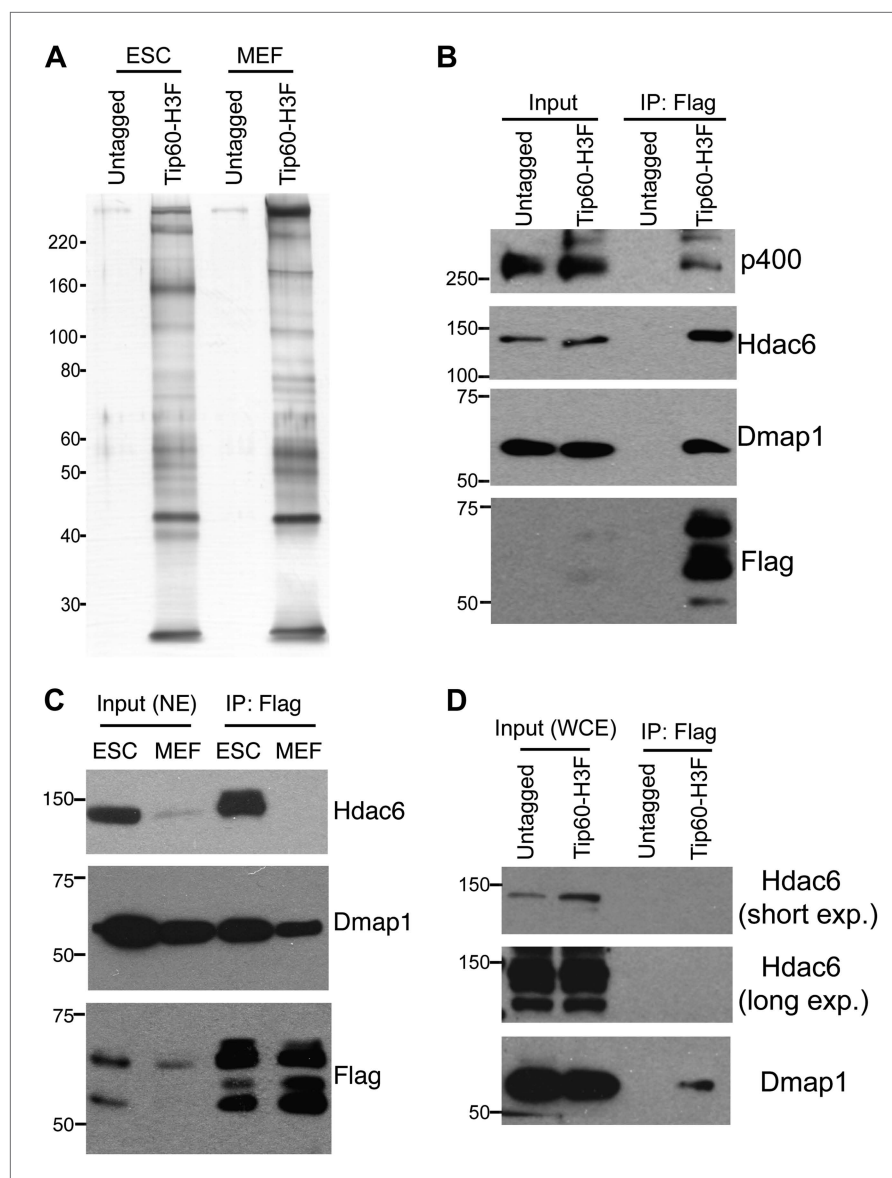 A
ESC
MEF
Untagged
Tip60-H3F
Untagged
Tip60-H3F
220
160
100
80
60
50
40
30
B
Input
IP: Flag
Untagged
Tip60-H3F
Untagged
Tip60-H3F
250
p400
150
100
Hdac6
75
50
Dmap1
75
50
Flag
C
Input (NE)
IP: Flag
ESC MEF ESC MEF
150
Hdac6
75
50
Dmap1
75
50
Flag
D
Input (WCE)
IP: Flag
Untagged
Tip60-H3F
Untagged
Tip60-H3F
150
Hdac6
(short exp.)
150
Hdac6
(long exp.)
50
Dmap1